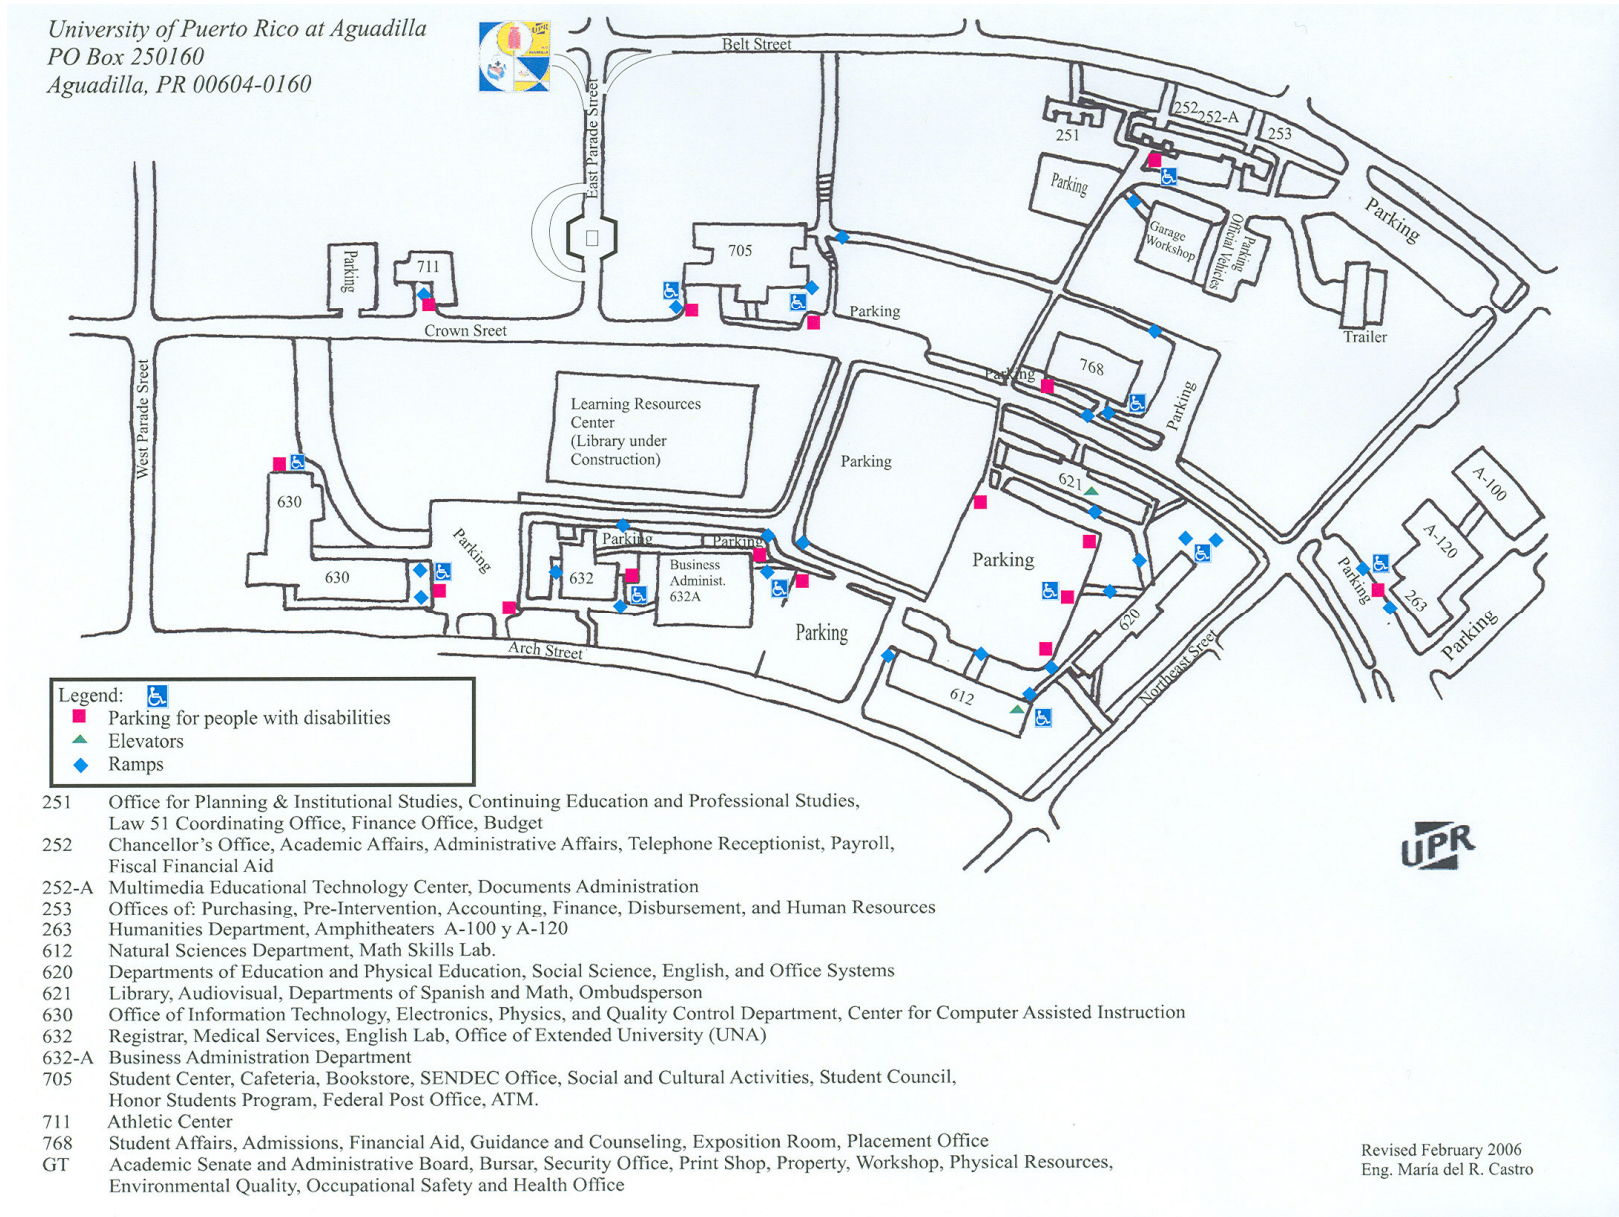 University of Puerto Rico at Aguadilla
PO Box 250160
Aguadilla, PR 00604-0160
UPR
Belt Street
East Parade Street
251
252
252-A
253
Parking
Parking
Garage
Workshop
Parking
Official Vehicles
Trailer
Parking
711
705
Crown Sreet
Parking
West Parade Sreet
Learning Resources
Center
(Library under
Construction)
Parking
Parking
768
Parking
621
A-100
A-120
263
Parking
Parking
630
630
Parking
Parking
Parking
632
Business
Administ.
632A
Parking
Parking
620
612
Northeast Sreet
Arch Street
Legend:
Parking for people with disabilities
Elevators
Ramps
251 Office for Planning & Institutional Studies, Continuing Education and Professional Studies,
Law 51 Coordinating Office, Finance Office, Budget
252 Chancellor's Office, Academic Affairs, Administrative Affairs, Telephone Receptionist, Payroll,
Fiscal Financial Aid
252-A Multimedia Educational Technology Center, Documents Administration
253 Offices of: Purchasing, Pre-Intervention, Accounting, Finance, Disbursement, and Human Resources
263 Humanities Department, Amphitheaters A-100 y A-120
612 Natural Sciences Department, Math Skills Lab.
620 Departments of Education and Physical Education, Social Science, English, and Office Systems
621 Library, Audiovisual, Departments of Spanish and Math, Ombudsperson
630 Office of Information Technology, Electronics, Physics, and Quality Control Department, Center for Computer Assisted Instruction
632 Registrar, Medical Services, English Lab, Office of Extended University (UNA)
632-A Business Administration Department
705 Student Center, Cafeteria, Bookstore, SENDEC Office, Social and Cultural Activities, Student Council,
Honor Students Program, Federal Post Office, ATM.
711 Athletic Center
768 Student Affairs, Admissions, Financial Aid, Guidance and Counseling, Exposition Room, Placement Office
GT Academic Senate and Administrative Board, Bursar, Security Office, Print Shop, Property, Workshop, Physical Resources,
Environmental Quality, Occupational Safety and Health Office
UPR
Revised February 2006
Eng. María del R. Castro